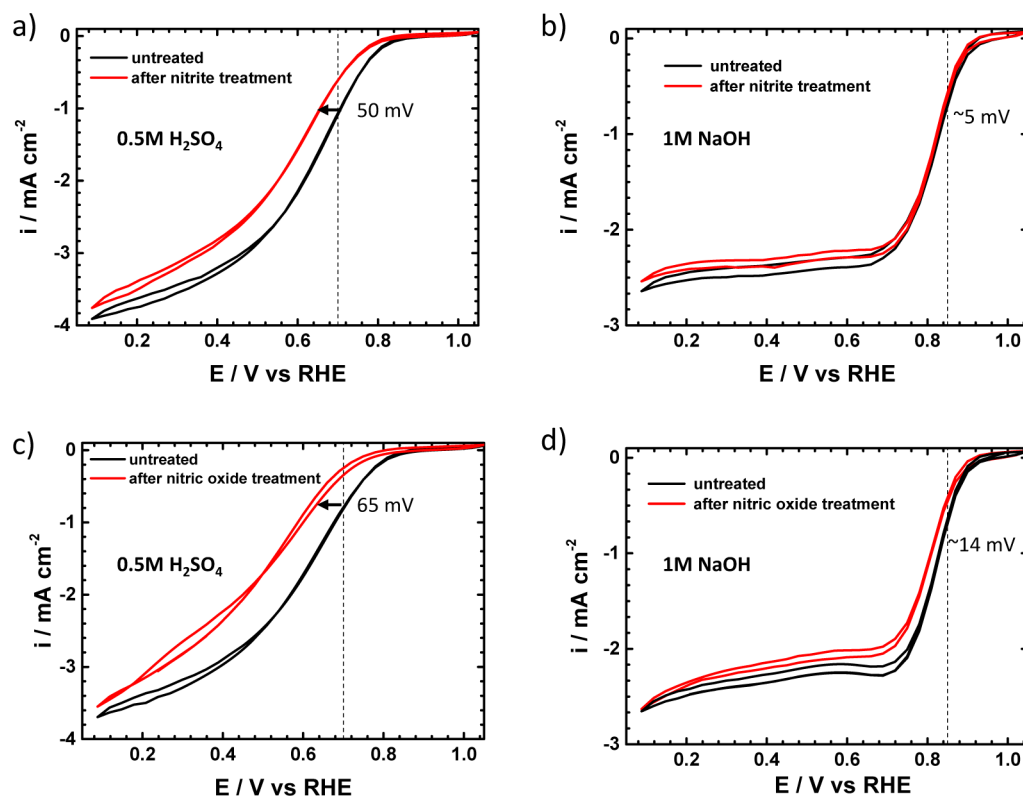 a)
untreated
after nitrite treatment
50 mV
0.5M H₂SO₄
0
-1
-2
-3
-4
i / mA cm⁻²
0.2 0.4 0.6 0.8 1.0
E / V vs RHE
b)
untreated
after nitrite treatment
~5 mV
1M NaOH
0
-1
-2
-3
i / mA cm⁻²
0.2 0.4 0.6 0.8 1.0
E / V vs RHE
c)
untreated
after nitric oxide treatment
65 mV
0.5M H₂SO₄
0
-1
-2
-3
-4
i / mA cm⁻²
0.2 0.4 0.6 0.8 1.0
E / V vs RHE
d)
untreated
after nitric oxide treatment
~14 mV
1M NaOH
0
-1
-2
-3
i / mA cm⁻²
0.2 0.4 0.6 0.8 1.0
E / V vs RHE